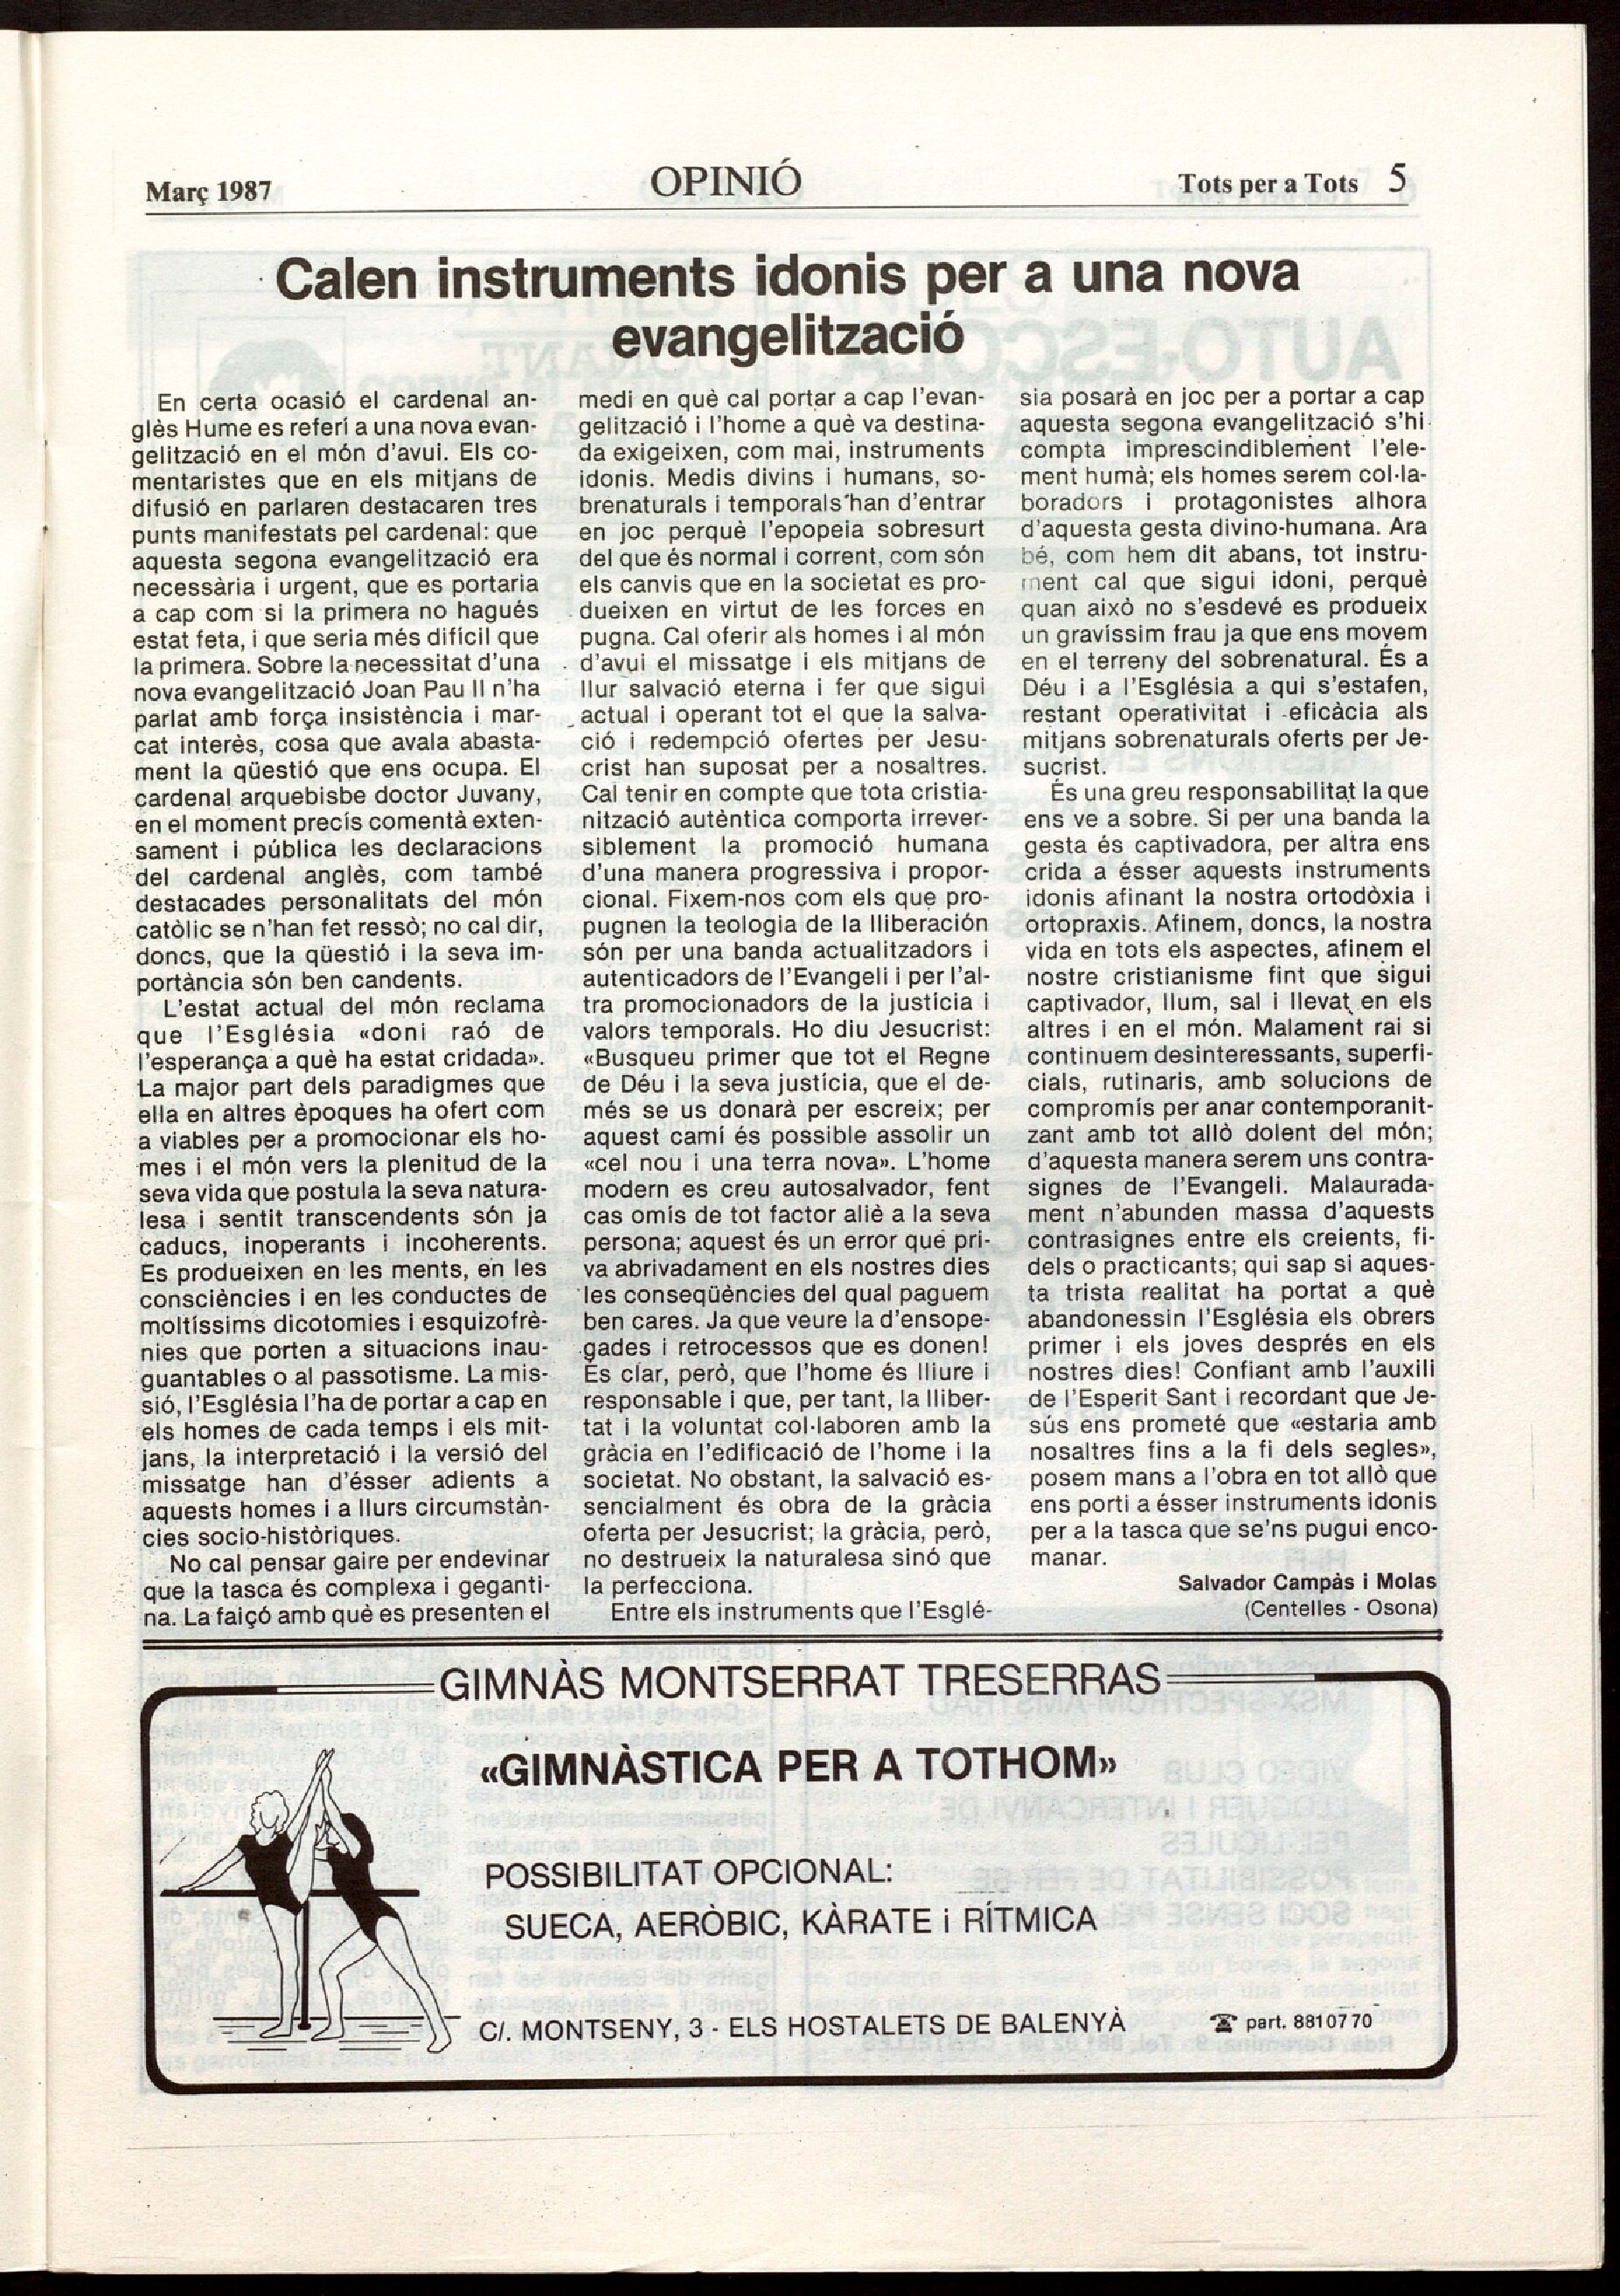 Març 1987
OPINIÓ
Tots per a Tots 5
Calen instruments idonis per a una nova
evangelització
En certa ocasió el cardenal an-
glès Hume es referí a una nova evan-
gelització en el món d'avui. Els co-
mentaristes que en els mitjans de
difusió en parlaren destacaren tres
punts manifestats pel cardenal: que
aquesta segona evangelització era
necessària i urgent, que es portaria
a cap com si la primera no hagués
estat feta, i que seria més difícil que
la primera. Sobre la necessitat d'una
nova evangelització Joan Pau II n'ha
parlat amb força insistència i mar-
cat interès, cosa que avala abasta-
ment la qüestió que ens ocupa. El
cardenal arquebisbe doctor Juvany,
en el moment precís comentà exten-
sament i pública les declaracions
del cardenal anglès, com també
destacades personalitats del món
catòlic se n'han fet ressò; no cal dir,
doncs, que la qüestió i la seva im-
portància són ben candents.
L'estat actual del món reclama
que l'Església «doni raó de
l'esperança a què ha estat cridada».
La major part dels paradigmes que
ella en altres èpoques ha ofert com
a viables per a promocionar els ho-
mes i el món vers la plenitud de la
seva vida que postula la seva natura-
lesa i sentit transcendents són ja
caducs, inoperants i incoherents.
Es produeixen en les ments, en les
consciències i en les conductes de
moltíssims dicotomies i esquizofrè-
nies que porten a situacions inau-
guantables o al passotisme. La mis-
sió, l'Església l'ha de portar a cap en
els homes de cada temps i els mit-
jans, la interpretació i la versió del
missatge han d'ésser adients a
aquests homes i a llurs circumstàn-
cies socio-històriques.
No cal pensar gaire per endevinar
que la tasca és complexa i geganti-
na. La faiçó amb què es presenten el
medi en què cal portar a cap l'evan-
gelització i l'home a què va destina-
da exigeixen, com mai, instruments
idonis. Medis divins i humans, so-
brenaturals i temporals han d'entrar
en joc perquè l'epopeia sobresurt
del que és normal i corrent, com són
els canvis que en la societat es pro-
dueixen en virtut de les forces en
pugna. Cal oferir als homes i al món
d'avui el missatge i els mitjans de
llur salvació eterna i fer que sigui
actual i operant tot el que la salva-
ció i redempció ofertes per Jesu-
crist han suposat per a nosaltres.
Cal tenir en compte que tota cristia-
nització autèntica comporta irrever-
siblement la promoció humana
d'una manera progressiva i propor-
cional. Fixem-nos com els que pro-
pugnen la teologia de la lliberación
són per una banda actualitzadors i
autenticadors de l'Evangeli i per l'al-
tra promocionadors de la justícia i
valors temporals. Ho diu Jesucrist:
«Busqueu primer que tot el Regne
de Déu i la seva justícia, que el de-
més se us donarà per escreix; per
aquest camí és possible assolir un
«cel nou i una terra nova». L'home
modern es creu autosalvador, fent
cas omís de tot factor aliè a la seva
persona; aquest és un error que pri-
va abrivadament en els nostres dies
les conseqüències del qual paguem
ben cares. Ja que veure la d'ensope-
gades i retrocessos que es donen!
És clar, però, que l'home és lliure i
responsable i que, per tant, la lliber-
tat i la voluntat col·laboren amb la
gràcia en l'edificació de l'home i la
societat. No obstant, la salvació es-
sencialment és obra de la gràcia
oferta per Jesucrist; la gràcia, però,
no destrueix la naturalesa sinó que
la perfecciona.
Entre els instruments que l'Esglé-
sia posarà en joc per a portar a cap
aquesta segona evangelització s'hi
compta imprescindiblement l'ele-
ment humà; els homes serem col·la-
boradors i protagonistes alhora
d'aquesta gesta divino-humana. Ara
bé, com hem dit abans, tot instru-
ment cal que sigui idoni, perquè
quan això no s'esdevé es produeix
un gravíssim frau ja que ens movem
en el terreny del sobrenatural. És a
Déu i a l'Església a qui s'estafen,
restant operativitat i eficàcia als
mitjans sobrenaturals oferts per Je-
sucrist.
És una greu responsabilitat la que
ens ve a sobre. Si per una banda la
gesta és captivadora, per altra ens
crida a ésser aquests instruments
idonis afinant la nostra ortodòxia i
ortopraxis. Afinem, doncs, la nostra
vida en tots els aspectes, afinem el
nostre cristianisme fint que sigui
captivador, llum, sal i llevat en els
altres i en el món. Malament rai si
continuem desinteressants, superfi-
cials, rutinaris, amb solucions de
compromís per anar contemporanit-
zant amb tot allò dolent del món;
d'aquesta manera serem uns contra-
signes de l'Evangeli. Malaurada-
ment n'abunden massa d'aquests
contrasignes entre els creients, fi-
dels o practicants; qui sap si aques-
ta trista realitat ha portat a què
abandonessin l'Església els obrers
primer i els joves després en els
nostres dies! Confiant amb l'auxili
de l'Esperit Sant i recordant que Je-
sús ens prometé que «estaria amb
nosaltres fins a la fi dels segles»,
posem mans a l'obra en tot allò que
ens porti a ésser instruments idonis
per a la tasca que se'ns pugui enco-
manar.
Salvador Campàs i Molas
(Centelles - Osona)
GIMNÀS MONTSERRAT TRESERRAS
«GIMNÀSTICA PER A TOTHOM»
POSSIBILITAT OPCIONAL:
SUECA, AERÒBIC, KÀRATE i RÍTMICA
C/. MONTSENY, 3 - ELS HOSTALETS DE BALENYÀ
☎ part. 8810770